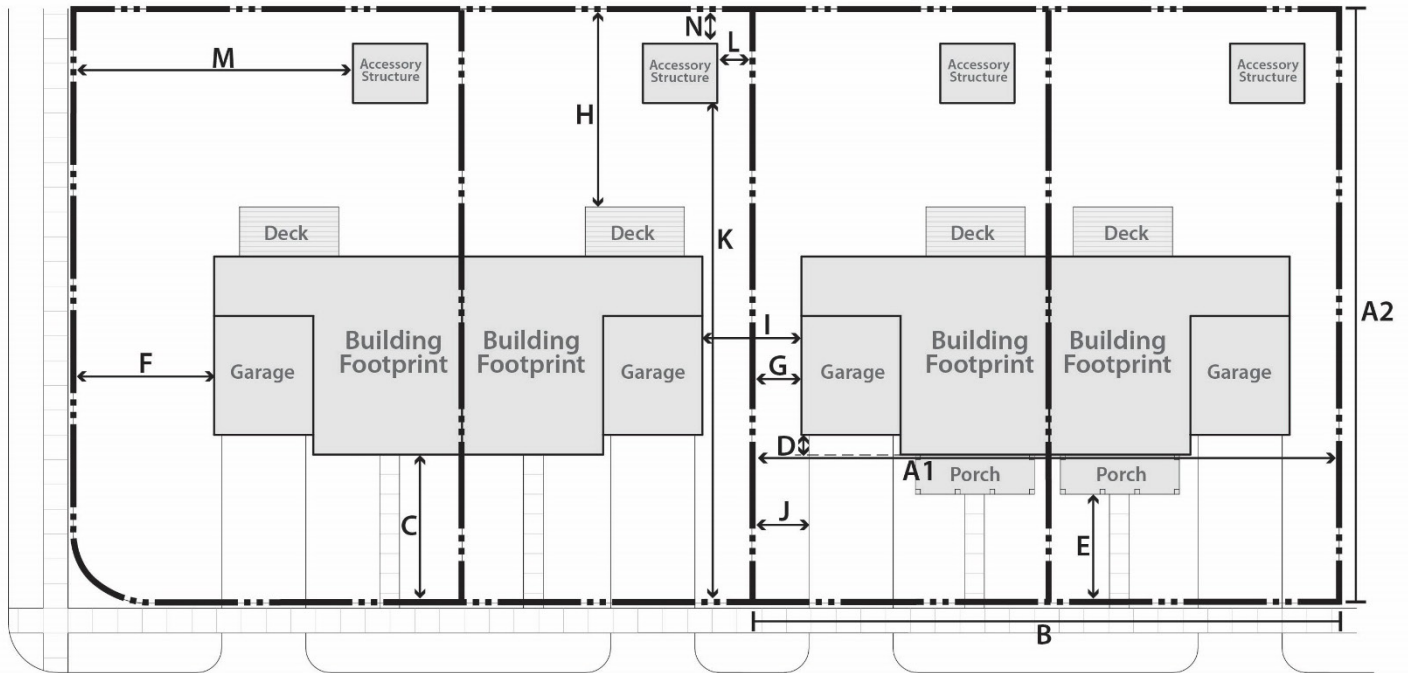 N
L
M
Accessory
Structure
Accessory
Structure
Accessory
Structure
Accessory
Structure
H
K
Deck
Deck
Deck
Deck
A2
I
Building
Footprint
Building
Footprint
Building
Footprint
Building
Footprint
F
Garage
Garage
G
Garage
Garage
D
A1
Porch
Porch
C
J
E
B